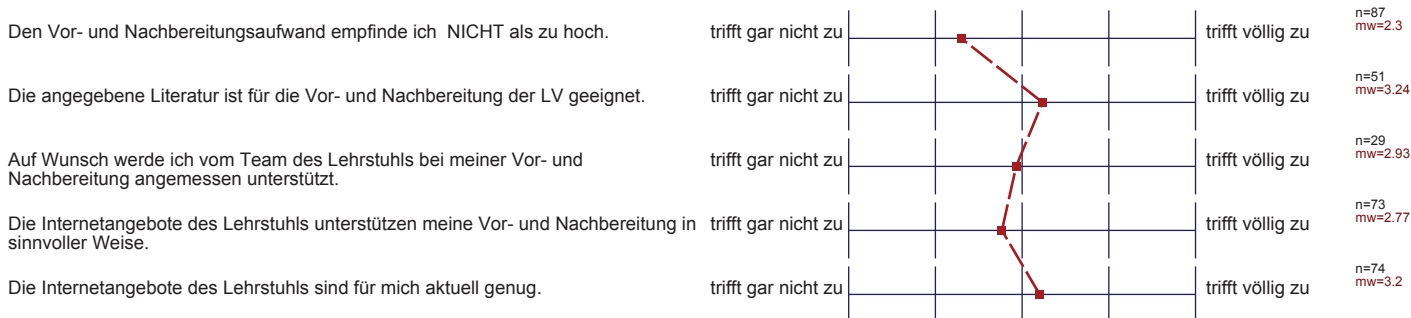 Den Vor- und Nachbereitungsaufwand empfinde ich NICHT als zu hoch.
trifft gar nicht zu
trifft völlig zu
n=87
mw=2.3
Die angegebene Literatur ist für die Vor- und Nachbereitung der LV geeignet.
trifft gar nicht zu
trifft völlig zu
n=51
mw=3.24
Auf Wunsch werde ich vom Team des Lehrstuhls bei meiner Vor- und
Nachbereitung angemessen unterstützt.
trifft gar nicht zu
trifft völlig zu
n=29
mw=2.93
Die Internetangebote des Lehrstuhls unterstützen meine Vor- und Nachbereitung in
sinnvoller Weise.
trifft gar nicht zu
trifft völlig zu
n=73
mw=2.77
Die Internetangebote des Lehrstuhls sind für mich aktuell genug.
trifft gar nicht zu
trifft völlig zu
n=74
mw=3.2